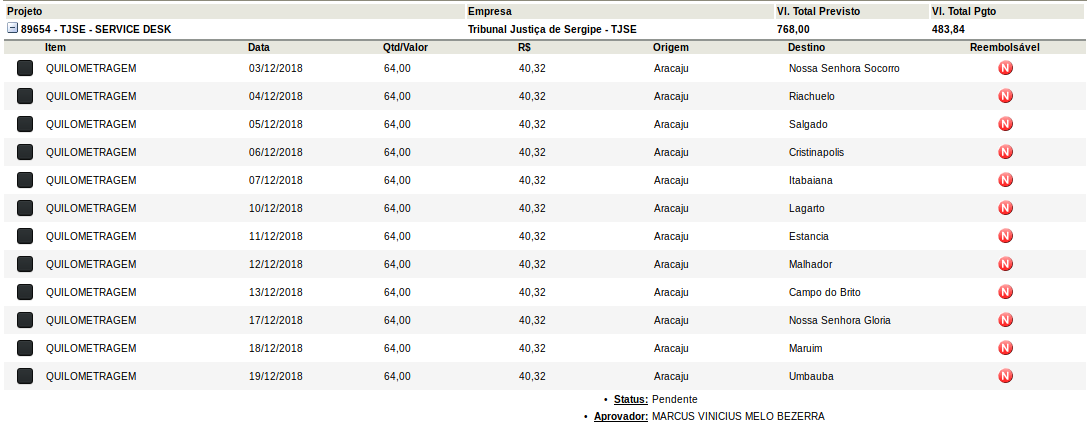 Projeto Empresa Vl. Total Previsto Vl. Total Pgto
89654 - TJSE - SERVICE DESK Tribunal Justiça de Sergipe - TJSE 768,00 483,84
Item Data Qtd/Valor R$ Origem Destino Reembolsável
QUILOMETRAGEM 03/12/2018 64,00 40,32 Aracaju Nossa Senhora Socorro N
QUILOMETRAGEM 04/12/2018 64,00 40,32 Aracaju Riachuelo N
QUILOMETRAGEM 05/12/2018 64,00 40,32 Aracaju Salgado N
QUILOMETRAGEM 06/12/2018 64,00 40,32 Aracaju Cristinapolis N
QUILOMETRAGEM 07/12/2018 64,00 40,32 Aracaju Itabaiana N
QUILOMETRAGEM 10/12/2018 64,00 40,32 Aracaju Lagarto N
QUILOMETRAGEM 11/12/2018 64,00 40,32 Aracaju Estancia N
QUILOMETRAGEM 12/12/2018 64,00 40,32 Aracaju Malhador N
QUILOMETRAGEM 13/12/2018 64,00 40,32 Aracaju Campo do Brito N
QUILOMETRAGEM 17/12/2018 64,00 40,32 Aracaju Nossa Senhora Gloria N
QUILOMETRAGEM 18/12/2018 64,00 40,32 Aracaju Maruim N
QUILOMETRAGEM 19/12/2018 64,00 40,32 Aracaju Umbauba N
• Status: Pendente
• Aprovador: MARCUS VINICIUS MELO BEZERRA